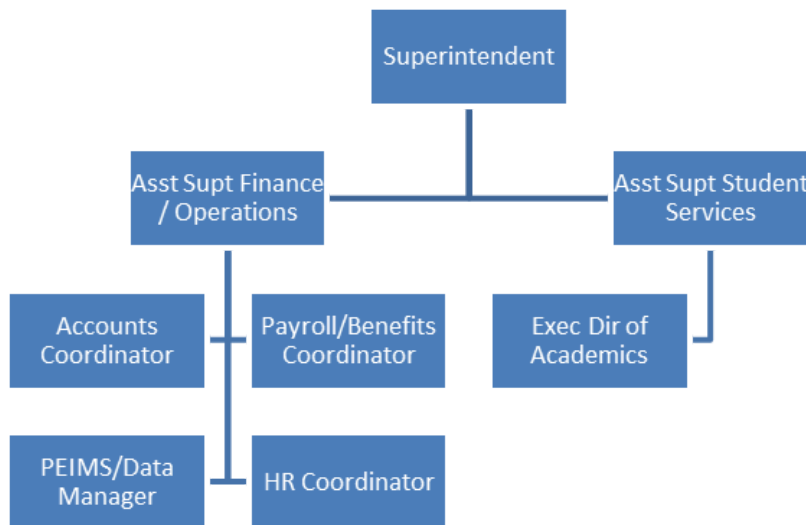 Superintendent
Asst Supt Finance
/ Operations
Asst Supt Student
Services
Accounts
Coordinator
Payroll/Benefits
Coordinator
Exec Dir of
Academics
PEIMS/Data
Manager
HR Coordinator